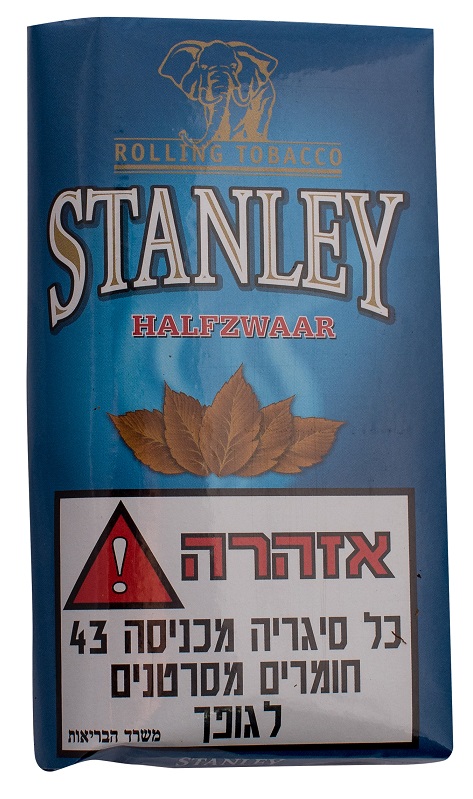 ROLLING TOBACCO
STANLEY
HALFZWAAR
אזהרה
כל סיגריה מכניסה 43
חומרים מסרטנים
לגופך
משרד הבריאות
STANLEY